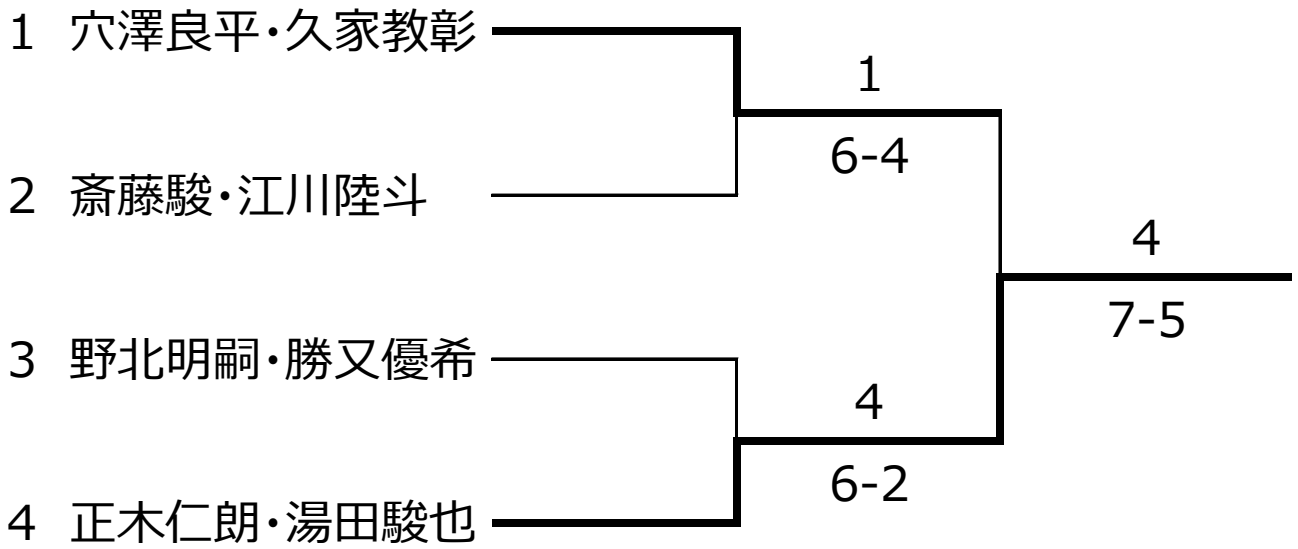 1 穴澤良平・久家教彰
1
6-4
2 斎藤駿・江川陸斗
4
7-5
3 野北明嗣・勝又優希
4
6-2
4 正木仁朗・湯田駿也